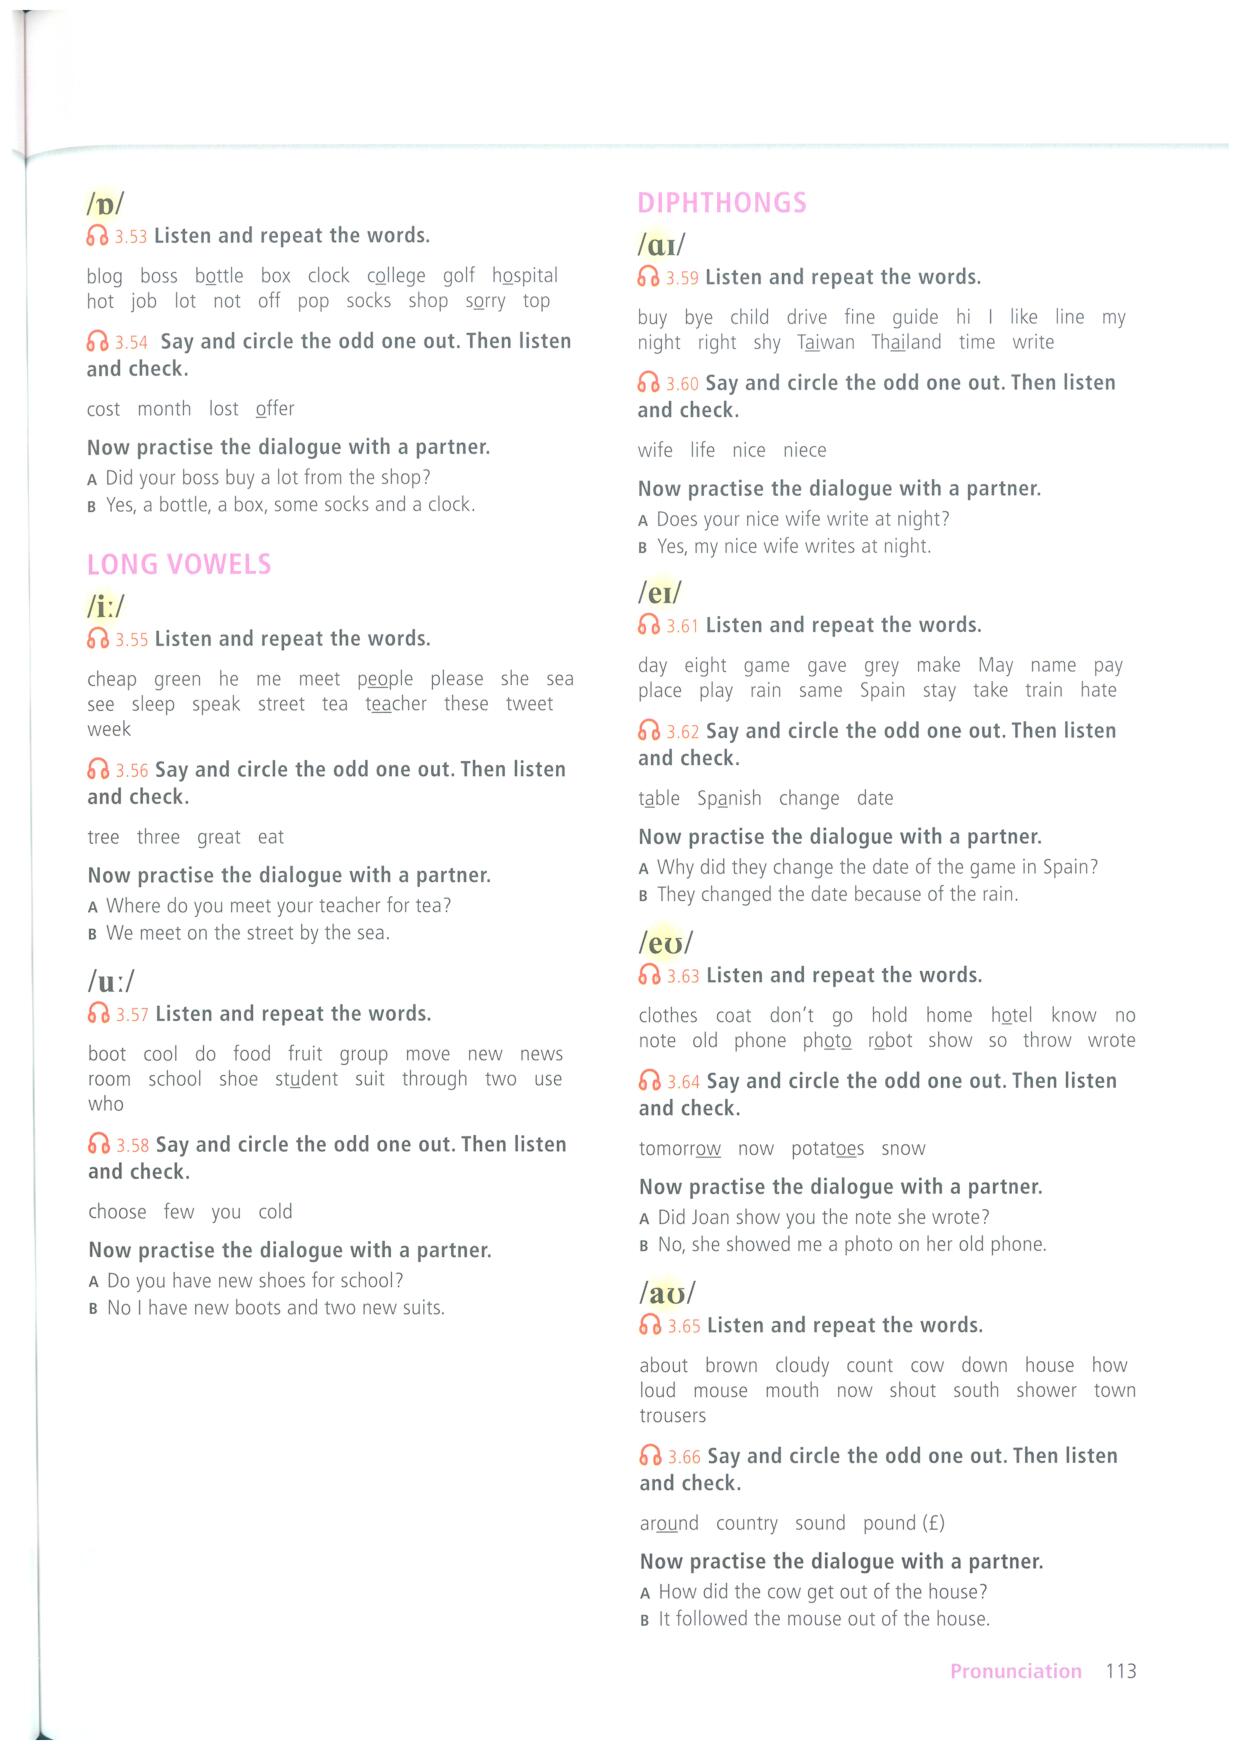 /ɒ/
3.53 Listen and repeat the words.
blog boss bottle box clock college golf hospital
hot job lot not off pop socks shop sorry top
3.54 Say and circle the odd one out. Then listen
and check.
cost month lost offer
Now practise the dialogue with a partner.
A Did your boss buy a lot from the shop?
B Yes, a bottle, a box, some socks and a clock.
LONG VOWELS
/iː/
3.55 Listen and repeat the words.
cheap green he me meet people please she sea
see sleep speak street tea teacher these tweet
week
3.56 Say and circle the odd one out. Then listen
and check.
tree three great eat
Now practise the dialogue with a partner.
A Where do you meet your teacher for tea?
B We meet on the street by the sea.
/uː/
3.57 Listen and repeat the words.
boot cool do food fruit group move new news
room school shoe student suit through two use
who
3.58 Say and circle the odd one out. Then listen
and check.
choose few you cold
Now practise the dialogue with a partner.
A Do you have new shoes for school?
B No I have new boots and two new suits.
DIPHTHONGS
/ɑɪ/
3.59 Listen and repeat the words.
buy bye child drive fine guide hi I like line my
night right shy Taiwan Thailand time write
3.60 Say and circle the odd one out. Then listen
and check.
wife life nice niece
Now practise the dialogue with a partner.
A Does your nice wife write at night?
B Yes, my nice wife writes at night.
/eɪ/
3.61 Listen and repeat the words.
day eight game gave grey make May name pay
place play rain same Spain stay take train hate
3.62 Say and circle the odd one out. Then listen
and check.
table Spanish change date
Now practise the dialogue with a partner.
A Why did they change the date of the game in Spain?
B They changed the date because of the rain.
/eʊ/
3.63 Listen and repeat the words.
clothes coat don't go hold home hotel know no
note old phone photo robot show so throw wrote
3.64 Say and circle the odd one out. Then listen
and check.
tomorrow now potatoes snow
Now practise the dialogue with a partner.
A Did Joan show you the note she wrote?
B No, she showed me a photo on her old phone.
/aʊ/
3.65 Listen and repeat the words.
about brown cloudy count cow down house how
loud mouse mouth now shout south shower town
trousers
3.66 Say and circle the odd one out. Then listen
and check.
around country sound pound (£)
Now practise the dialogue with a partner.
A How did the cow get out of the house?
B It followed the mouse out of the house.
Pronunciation 113